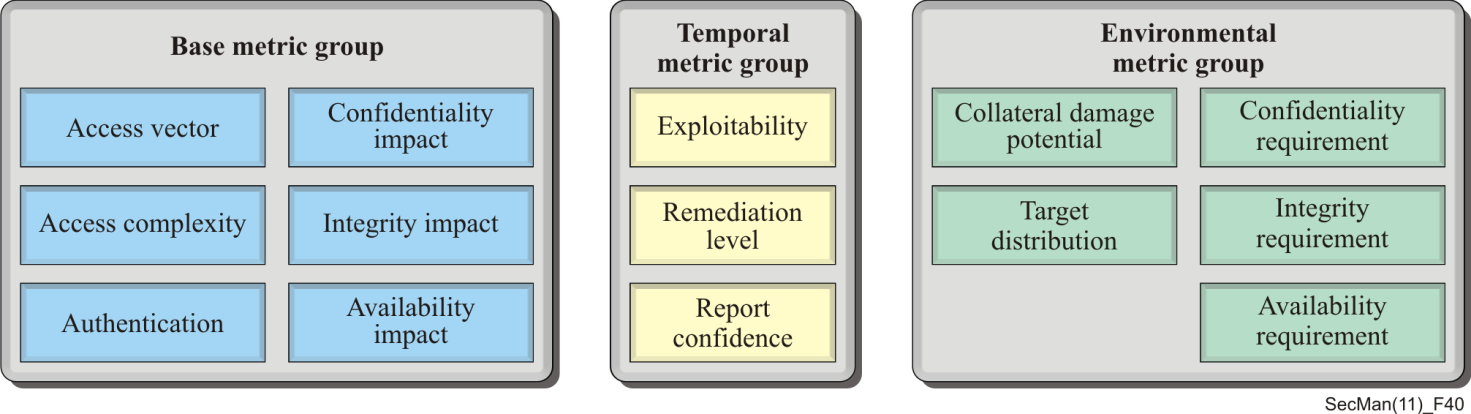 Base metric group
Access vector
Confidentiality
impact
Access complexity
Integrity impact
Authentication
Availability
impact
Temporal
metric group
Exploitability
Remediation
level
Report
confidence
Environmental
metric group
Collateral damage
potential
Confidentiality
requirement
Target
distribution
Integrity
requirement
Availability
requirement
SecMan(11)_F40